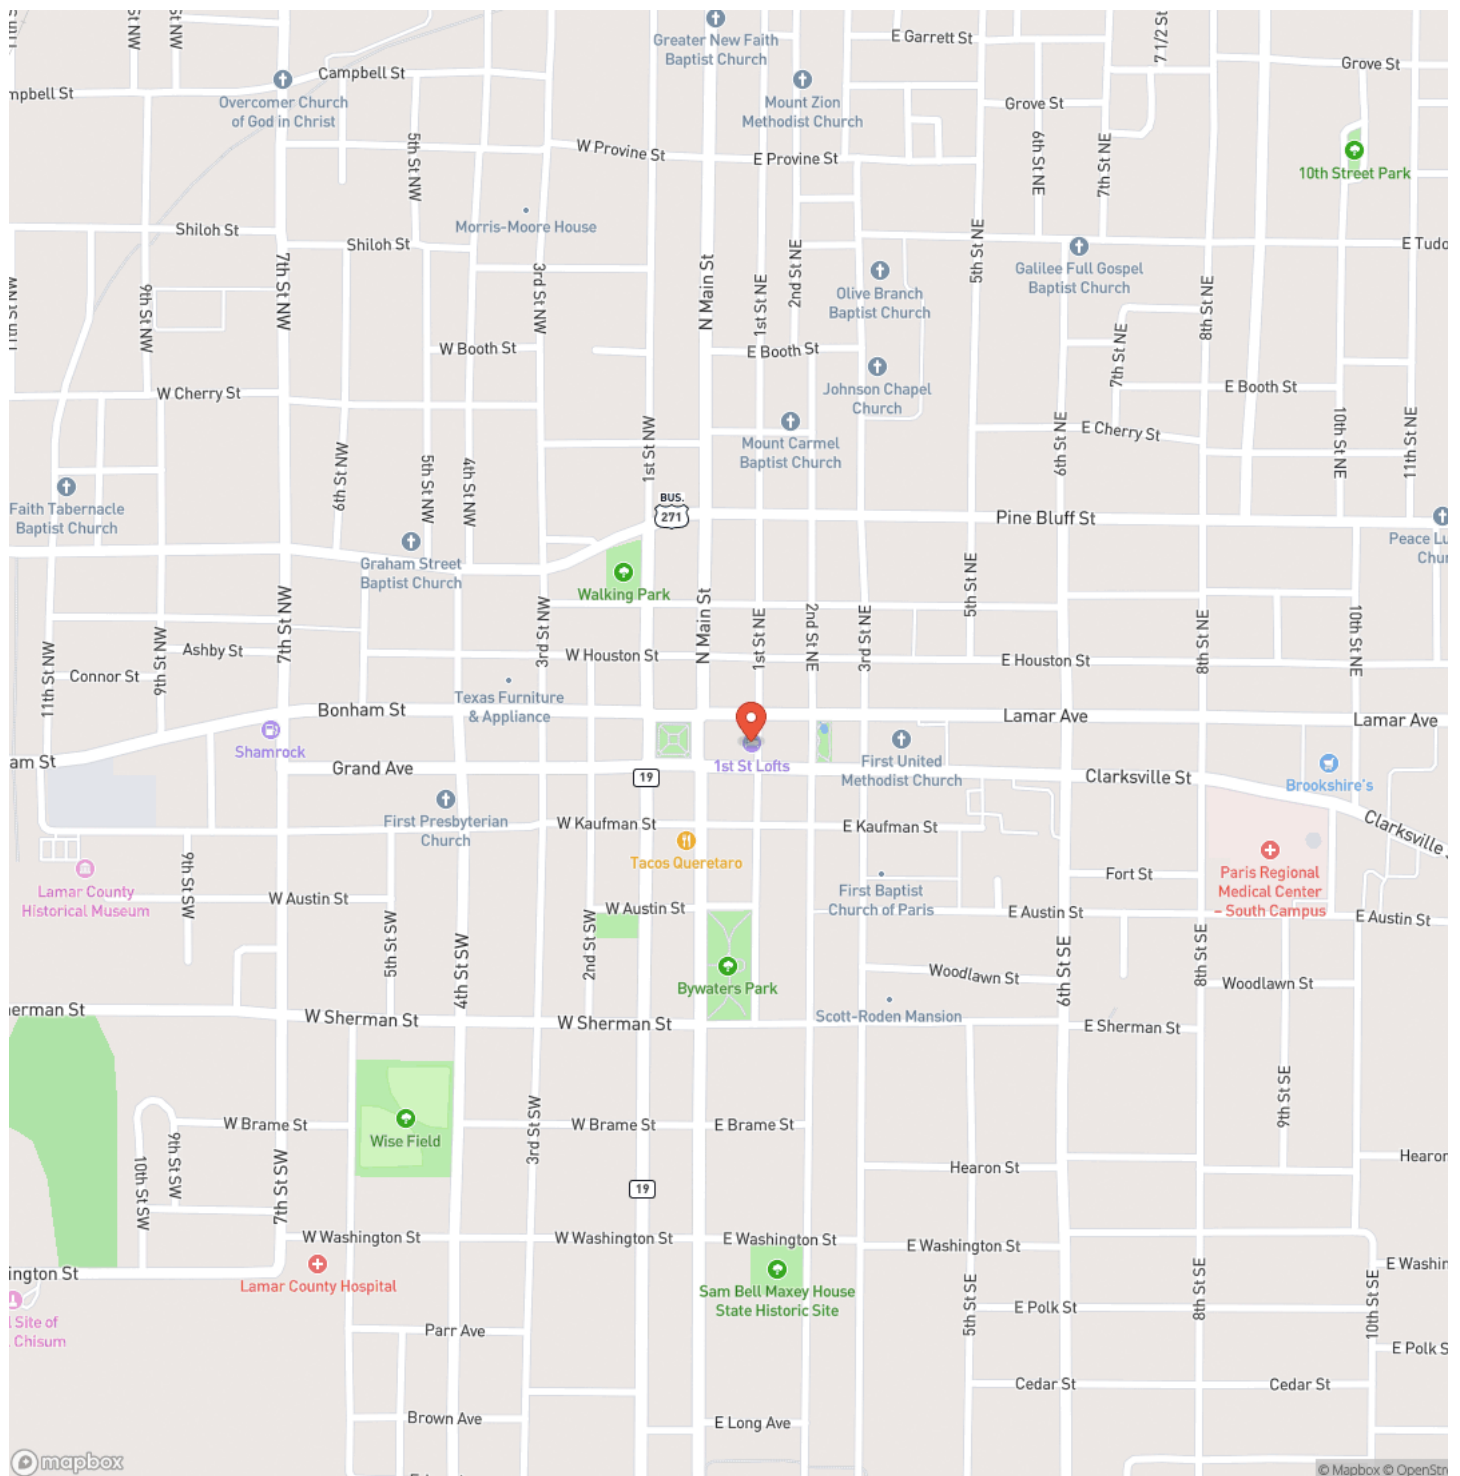 11th St NW
St NW
St NW
Greater New Faith
Baptist Church
E Garrett St
7 1/2 St
Campbell St
Grove St
mpbell St
Overcomer Church
of God in Christ
Mount Zion
Methodist Church
Grove St
5th St NW
W Provine St
E Provine St
6th St NE
7th St NE
10th Street Park
Morris-Moore House
Shiloh St
Shiloh St
5th St NE
E Tudo
7th St NW
3rd St NW
N Main St
1st St NE
2nd St NE
Olive Branch
Baptist Church
Galilee Full Gospel
Baptist Church
8th St NE
11th St NW
9th St NW
W Booth St
E Booth St
7th St NE
Johnson Chapel
Church
E Booth St
W Cherry St
1st St NW
Mount Carmel
Baptist Church
6th St NE
E Cherry St
10th St NE
11th St NE
6th St NW
5th St NW
4th St NW
Faith Tabernacle
Baptist Church
BUS.
271
Pine Bluff St
Peace Lu
Chur
Graham Street
Baptist Church
Walking Park
5th St NE
7th St NW
3rd St NW
N Main St
1st St NE
2nd St NE
3rd St NE
8th St NE
10th St NE
11th St NW
9th St NW
Ashby St
W Houston St
E Houston St
Connor St
Texas Furniture
& Appliance
Bonham St
Lamar Ave
Lamar Ave
Shamrock
am St
1st St Lofts
First United
Methodist Church
Grand Ave
19
Clarksville St
Brookshire's
First Presbyterian
Church
W Kaufman St
E Kaufman St
Clarksville
Tacos Queretaro
9th St SW
Lamar County
Historical Museum
Fort St
Paris Regional
Medical Center
– South Campus
First Baptist
Church of Paris
W Austin St
W Austin St
E Austin St
E Austin St
5th St SW
4th St SW
2nd St SW
6th St SE
8th St SE
Bywaters Park
Woodlawn St
Woodlawn St
herman St
W Sherman St
W Sherman St
Scott-Roden Mansion
E Sherman St
9th St SE
W Brame St
W Brame St
E Brame St
Wise Field
3rd St SW
10th St SW
9th St SW
7th St SW
Hearon St
Hearon
19
W Washington St
W Washington St
E Washington St
E Washington St
E Washin
ington St
Lamar County Hospital
Sam Bell Maxey House
State Historic Site
5th St SE
8th St SE
10th St SE
E Polk St
l Site of
Chisum
Parr Ave
E Polk S
Cedar St
Cedar St
Brown Ave
E Long Ave
mapbox
© Mapbox © OpenStre